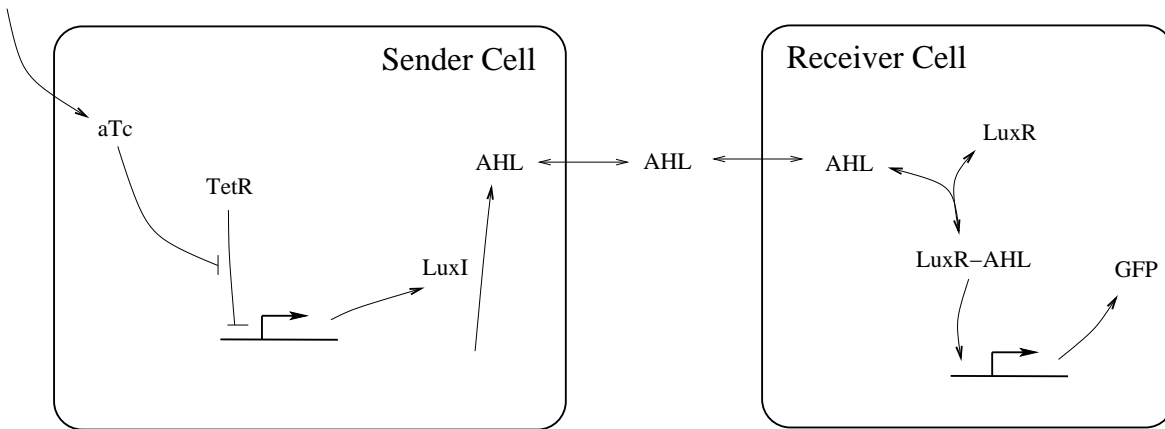 Sender Cell
Receiver Cell
aTc
TetR
AHL
AHL
AHL
LuxR
LuxI
LuxR−AHL
GFP